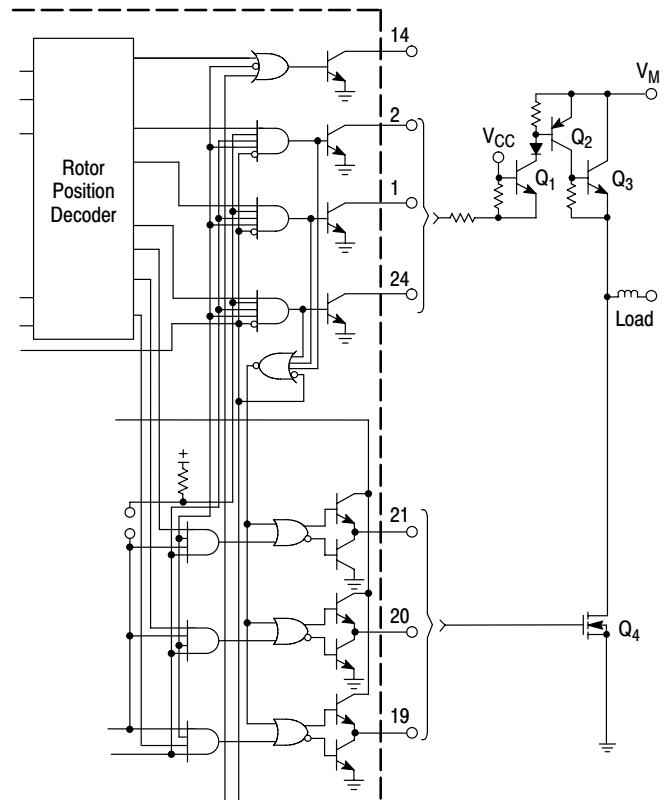 14
V_M
2
V_CC
Q_2
Q_1
Q_3
Rotor
Position
Decoder
1
24
Load
+
21
20
Q_4
19